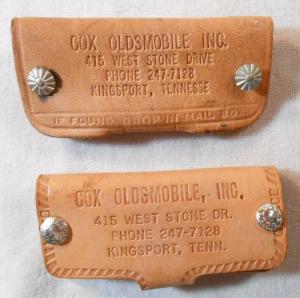 COX OLDSMOBILE INC.
415 WEST STONE DRIVE
PHONE 247-7128
KINGSPORT, TENNESSE
IF FOUND DROP IN MAIL BOX
COX OLDSMOBILE, INC.
415 WEST STONE DR.
PHONE 247-7128
KINGSPORT, TENN.